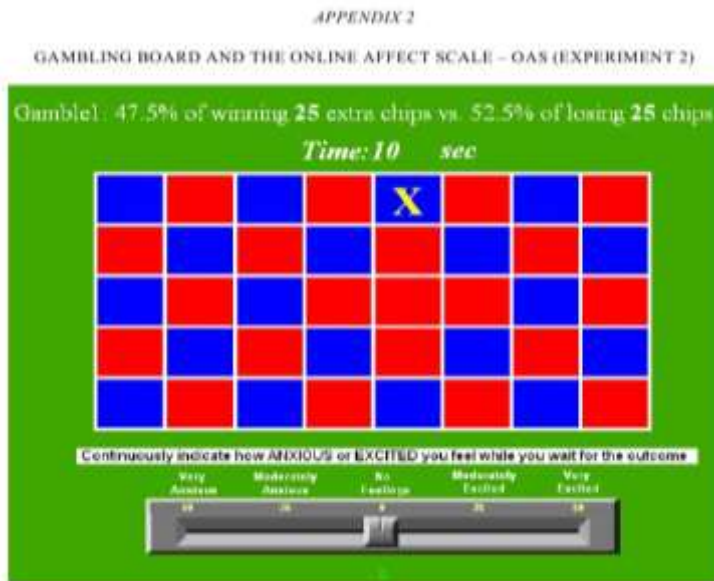 APPENDIX 2
GAMBLING BOARD AND THE ONLINE AFFECT SCALE – OAS (EXPERIMENT 2)
Gamble1: 47.5% of winning 25 extra chips vs. 52.5% of losing 25 chips
Time:10 sec
X
Continuously indicate how ANXIOUS or EXCITED you feel while you wait for the outcome
Very Moderately No Moderately Very
Anxious Anxious Feelings Excited Excited
0